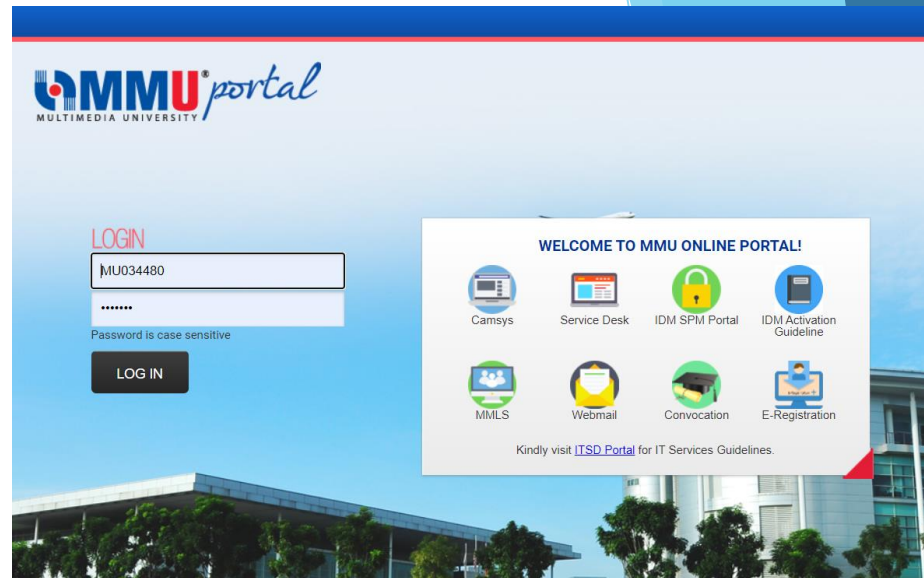 MMU® portal
MULTIMEDIA UNIVERSITY
LOGIN
MU034480
•••••••
Password is case sensitive
LOG IN
WELCOME TO MMU ONLINE PORTAL!
Camsys
Service Desk
IDM SPM Portal
IDM Activation
Guideline
MMLS
Webmail
Convocation
E-Registration
Kindly visit ITSD Portal for IT Services Guidelines.